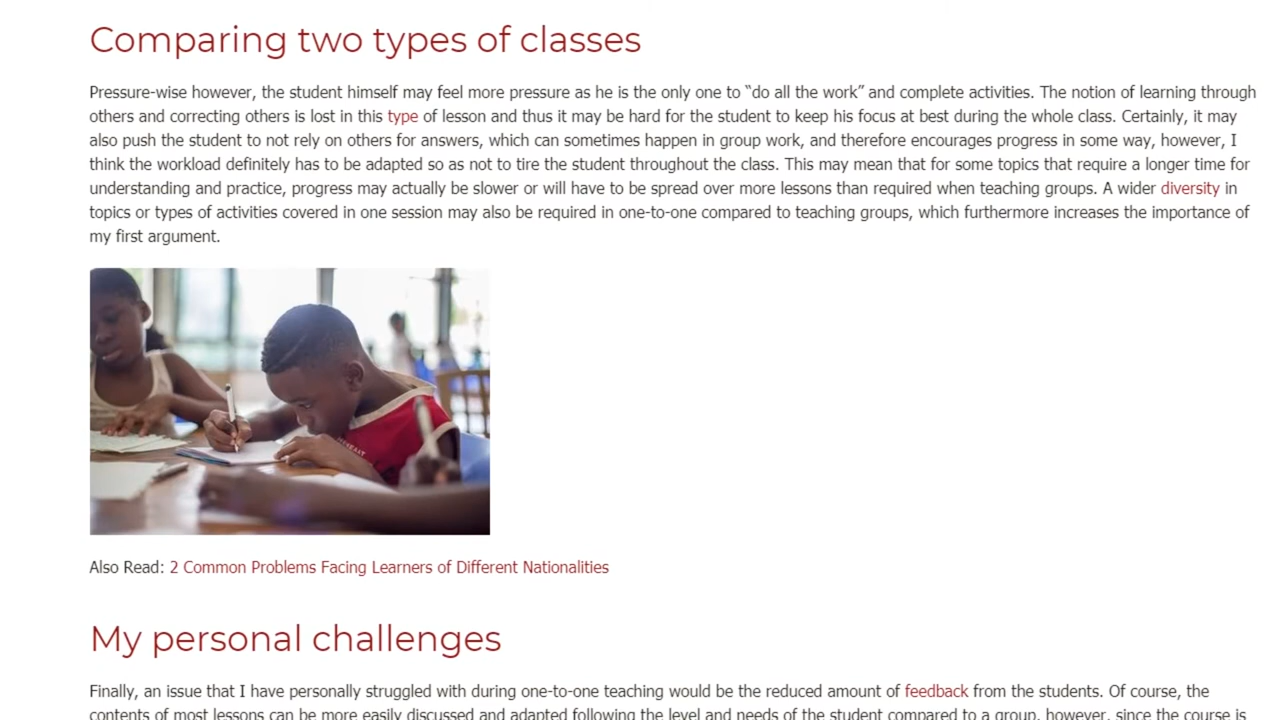 Comparing two types of classes
Pressure-wise however, the student himself may feel more pressure as he is the only one to “do all the work” and complete activities. The notion of learning through
others and correcting others is lost in this type of lesson and thus it may be hard for the student to keep his focus at best during the whole class. Certainly, it may
also push the student to not rely on others for answers, which can sometimes happen in group work, and therefore encourages progress in some way, however, I
think the workload definitely has to be adapted so as not to tire the student throughout the class. This may mean that for some topics that require a longer time for
understanding and practice, progress may actually be slower or will have to be spread over more lessons than required when teaching groups. A wider diversity in
topics or types of activities covered in one session may also be required in one-to-one compared to teaching groups, which furthermore increases the importance of
my first argument.
Also Read: 2 Common Problems Facing Learners of Different Nationalities
My personal challenges
Finally, an issue that I have personally struggled with during one-to-one teaching would be the reduced amount of feedback from the students. Of course, the
contents of most lessons can be more easily discussed and adapted following the level and needs of the student compared to a group, however, since the course is